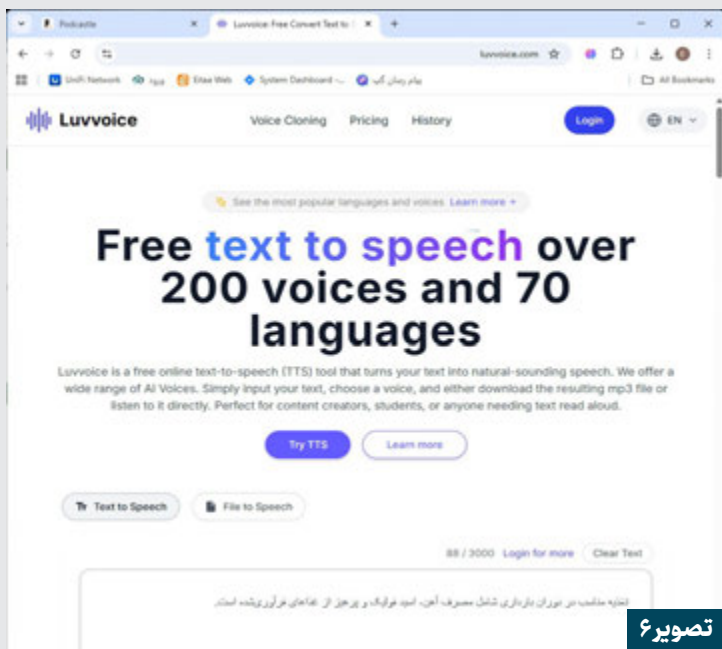 Podcastle
Luvvoice: Free Convert Text to
luvvoice.com
UniFi Network ورود Eitaa Web System Dashboard پیام رسان گپ All Bookmarks
Luvvoice Voice Cloning Pricing History Login EN
See the most popular languages and voices Learn more
Free text to speech over
200 voices and 70
languages
Luvvoice is a free online text-to-speech (TTS) tool that turns your text into natural-sounding speech. We offer a
wide range of AI Voices. Simply input your text, choose a voice, and either download the resulting mp3 file or
listen to it directly. Perfect for content creators, students, or anyone needing text read aloud.
Try TTS Learn more
Text to Speech File to Speech
88 / 3000 Login for more Clear Text
تغذیه مناسب در دوران بارداری شامل مصرف آهن، اسید فولیک و پرهیز از غذاهای فرآوری‌شده است.
تصویر۶